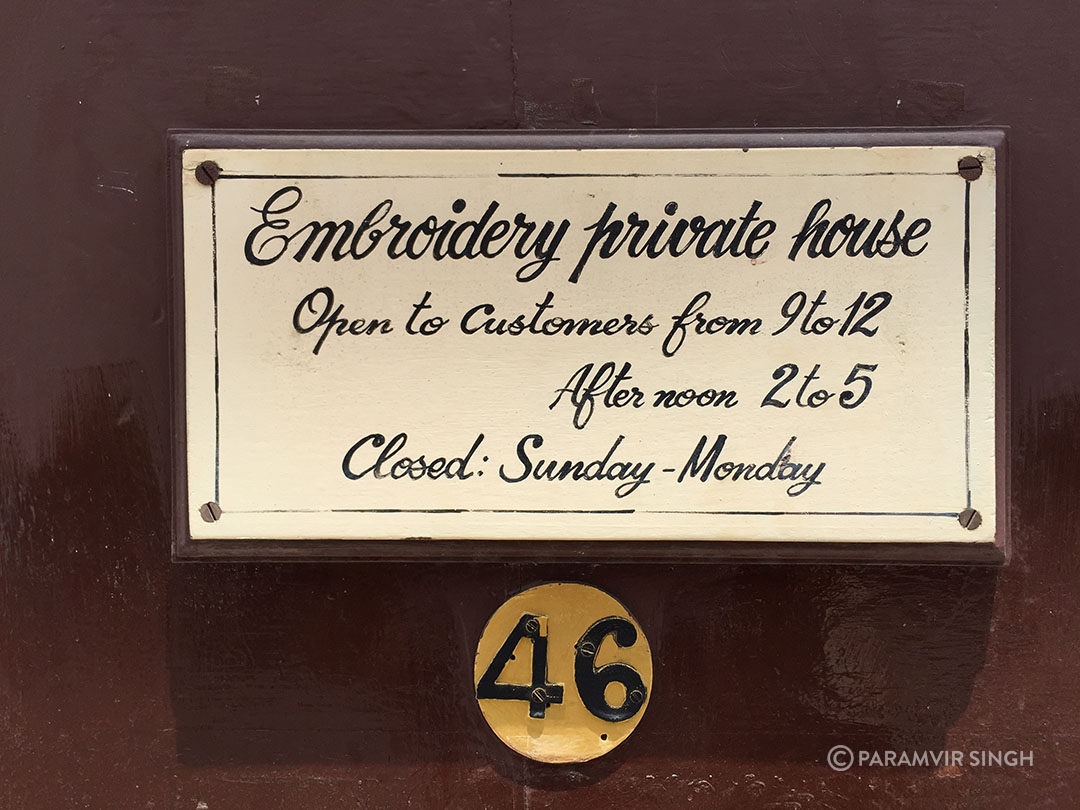 Embroidery private house
Open to Customers from 9 to 12
After noon 2 to 5
Closed: Sunday - Monday
46
© PARAMVIR SINGH